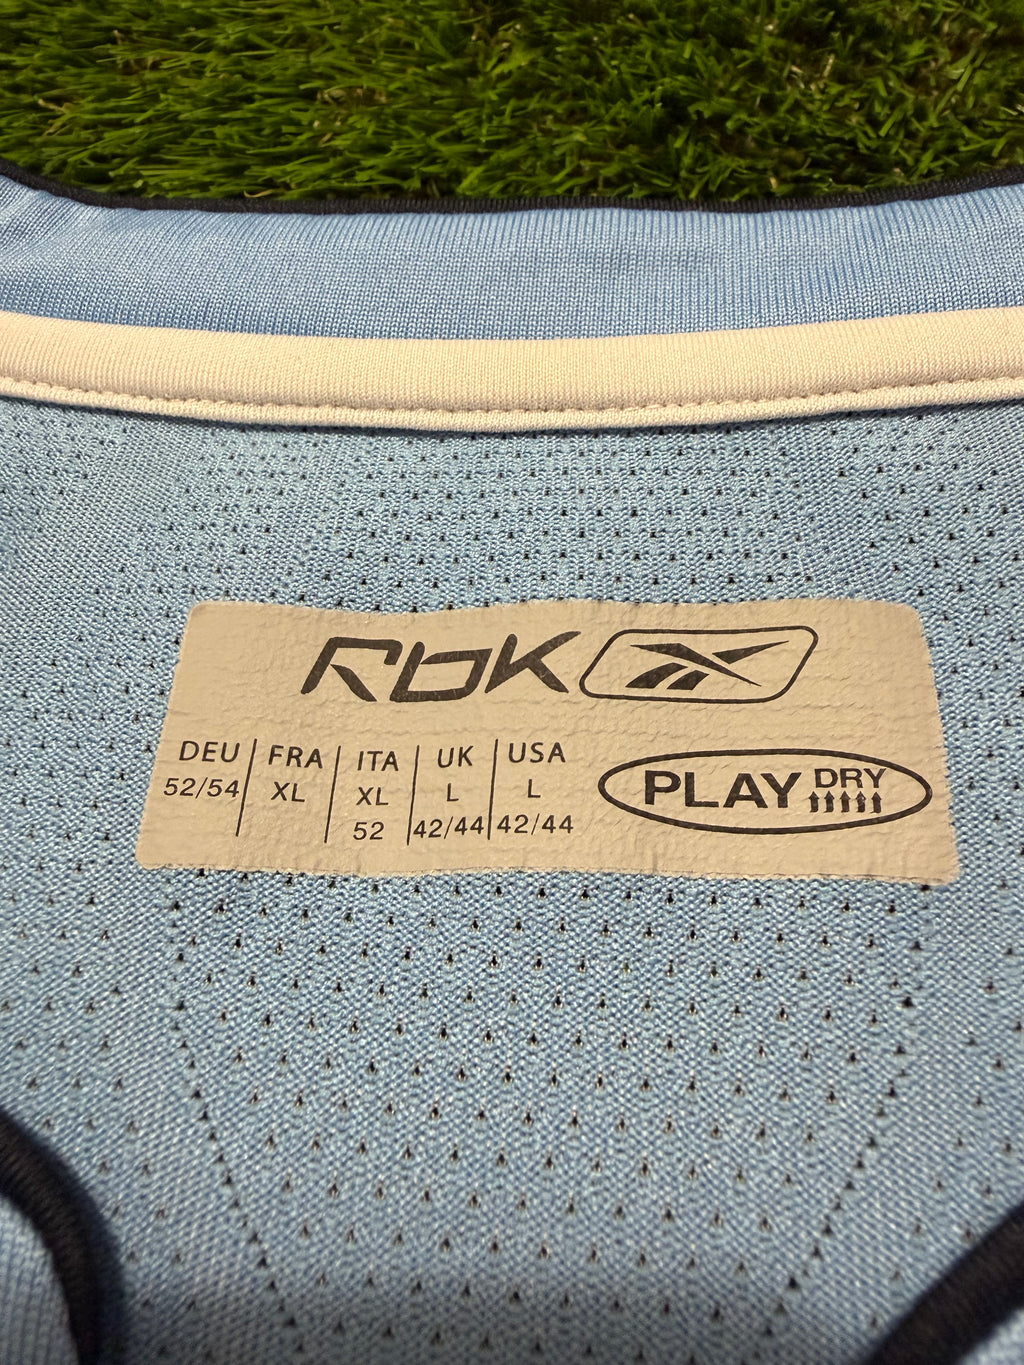 Rbk
DEU FRA ITA UK USA
52/54 XL XL L L
52 42/44 42/44
PLAY DRY